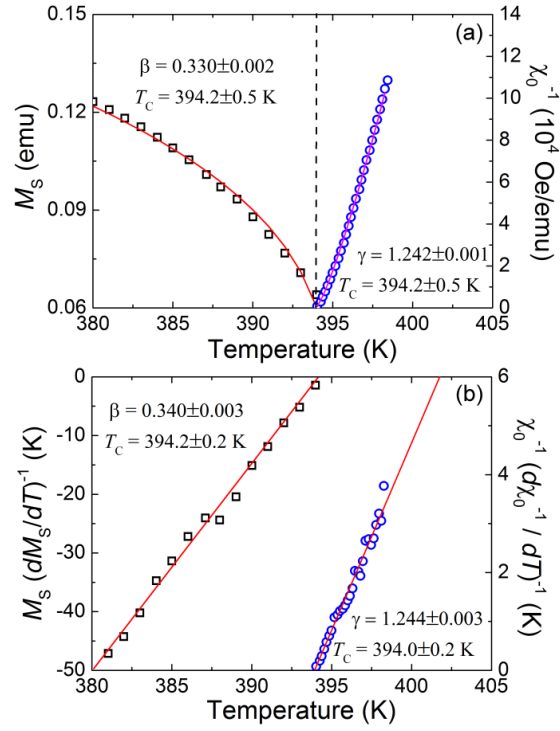 (a)
β = 0.330±0.002
T_C = 394.2±0.5 K
γ = 1.242±0.001
T_C = 394.2±0.5 K
M_S (emu)
0.15
0.12
0.09
0.06
χ_0^-1 (10^4 Oe/emu)
14
12
10
8
6
4
2
0
380 385 390 395 400 405
Temperature (K)
(b)
β = 0.340±0.003
T_C = 394.2±0.2 K
γ = 1.244±0.003
T_C = 394.0±0.2 K
M_S (dM_S/dT)^-1 (K)
0
-10
-20
-30
-40
-50
χ_0^-1 (dχ_0^-1 / dT)^-1 (K)
6
4
2
0
380 385 390 395 400 405
Temperature (K)